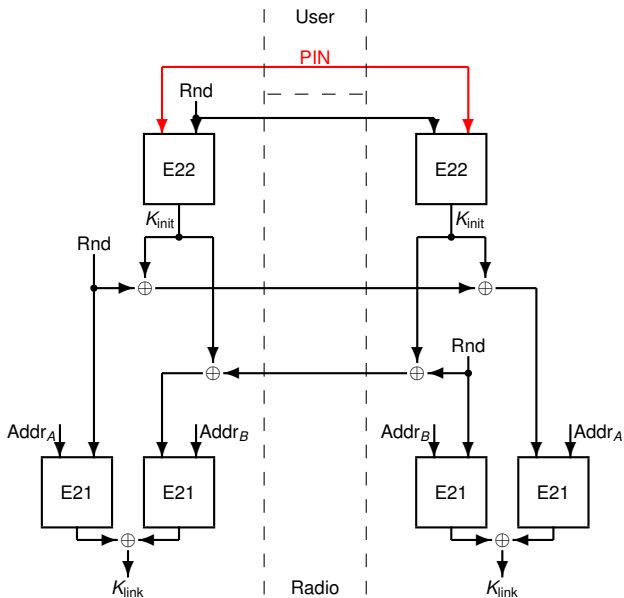 User
PIN
Rnd
E22 E22
K_init K_init
Rnd
⊕ ⊕
Rnd
⊕ ⊕
Addr_A Addr_B Addr_B Addr_A
E21 E21 E21 E21
⊕ ⊕
K_link Radio K_link